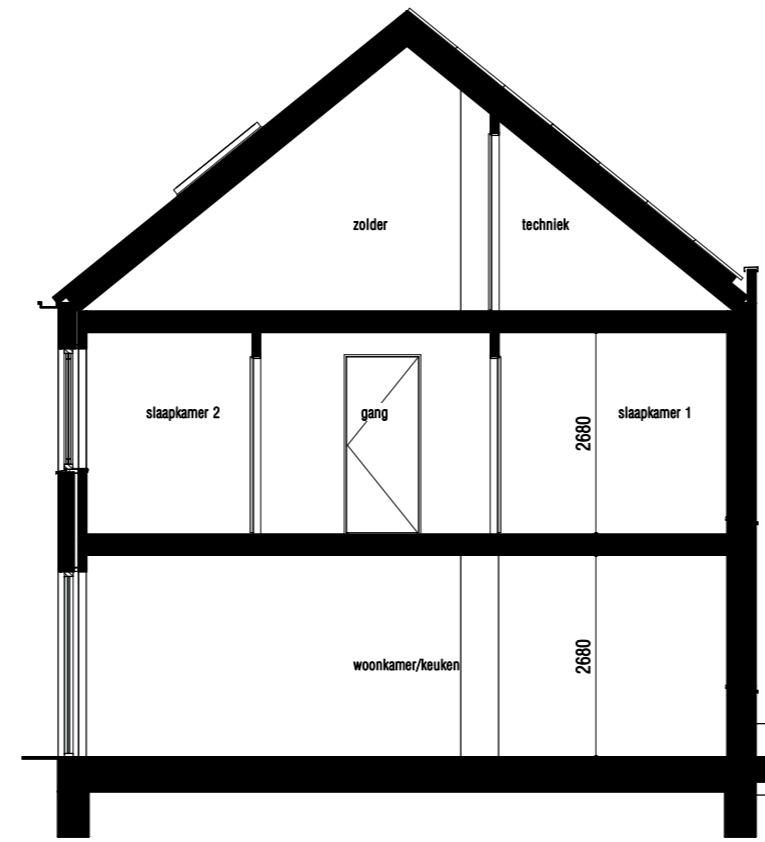 zolder
techniek
slaapkamer 2
gang
2680
slaapkamer 1
woonkamer/keuken
2680